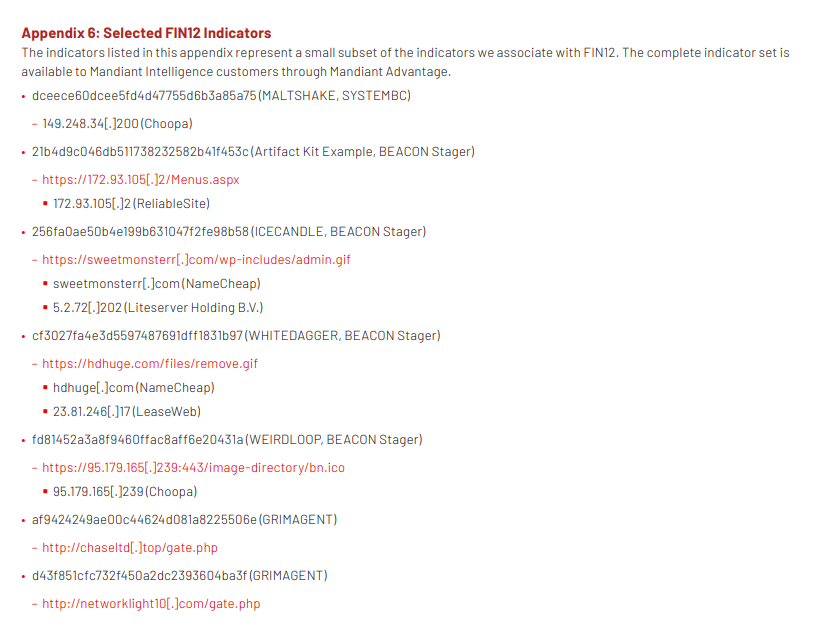 Appendix 6: Selected FIN12 Indicators
The indicators listed in this appendix represent a small subset of the indicators we associate with FIN12. The complete indicator set is
available to Mandiant Intelligence customers through Mandiant Advantage.
• dceece60dcee5fd4d47755d6b3a85a75 (MALTSHAKE, SYSTEMBC)
– 149.248.34[.]200 (Choopa)
• 21b4d9c046db511738232582b41f453c (Artifact Kit Example, BEACON Stager)
– https://172.93.105[.]2/Menus.aspx
▪ 172.93.105[.]2 (ReliableSite)
• 256fa0ae50b4e199b631047f2fe98b58 (ICECANDLE, BEACON Stager)
– https://sweetmonsterr[.]com/wp-includes/admin.gif
▪ sweetmonsterr[.]com (NameCheap)
▪ 5.2.72[.]202 (Liteserver Holding B.V.)
• cf3027fa4e3d5597487691dff1831b97 (WHITEDAGGER, BEACON Stager)
– https://hdhuge.com/files/remove.gif
▪ hdhuge[.]com (NameCheap)
▪ 23.81.246[.]17 (LeaseWeb)
• fd81452a3a8f9460ffac8aff6e20431a (WEIRDLOOP, BEACON Stager)
– https://95.179.165[.]239:443/image-directory/bn.ico
▪ 95.179.165[.]239 (Choopa)
• af9424249ae00c44624d081a8225506e (GRIMAGENT)
– http://chaseltd[.]top/gate.php
• d43f851cfc732f450a2dc2393604ba3f (GRIMAGENT)
– http://networklight10[.]com/gate.php